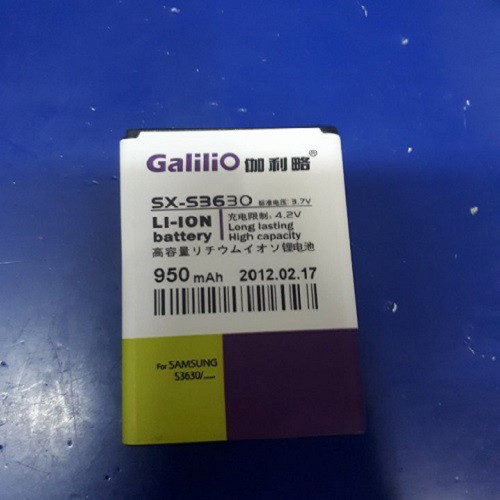 GaliliO 伽利略®
SX-S3630 标准电压: 3.7V
LI-ION battery
充电限制: 4.2V
Long lasting
High capacity
高容量リチウムイオン锂电池
950 mAh 2012.02.17
For SAMSUNG
S3630/